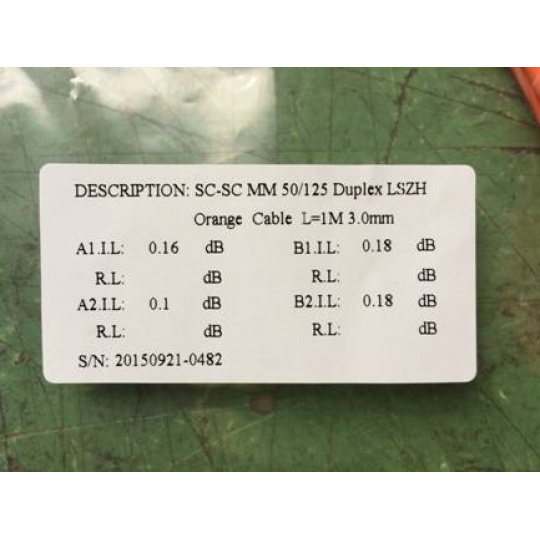 DESCRIPTION: SC-SC MM 50/125 Duplex LSZH
Orange Cable L=1M 3.0mm
A1.I.L: 0.16 dB B1.I.L: 0.18 dB
R.L: dB R.L: dB
A2.I.L: 0.1 dB B2.I.L: 0.18 dB
R.L: dB R.L: dB
S/N: 20150921-0482